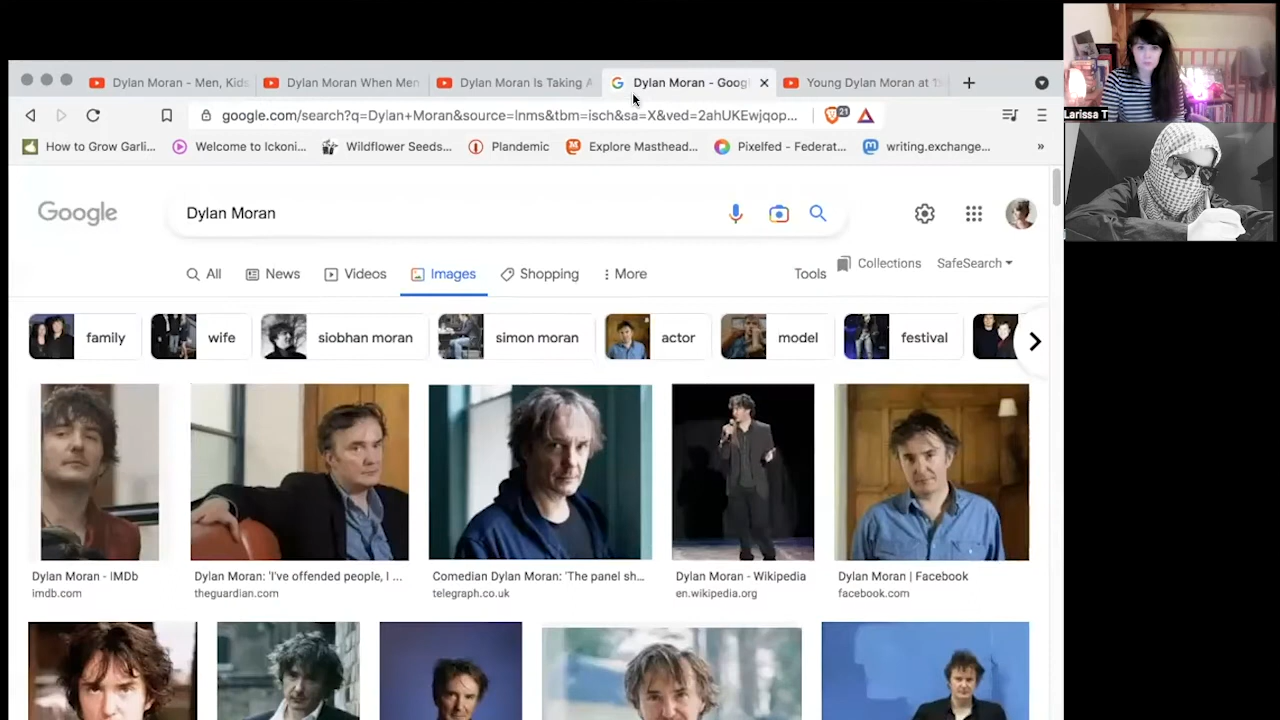 Dylan Moran - Men, Kids
Dylan Moran When Men
Dylan Moran Is Taking A
Dylan Moran - Goog
Young Dylan Moran at 19
google.com/search?q=Dylan+Moran&source=lnms&tbm=isch&sa=X&ved=2ahUKEwjqop...
21
How to Grow Garli...
Welcome to Ickoni...
Wildflower Seeds...
Plandemic
Explore Masthead...
Pixelfed - Federat...
writing.exchange...
»
Google
Dylan Moran
All
News
Videos
Images
Shopping
More
Tools
Collections
SafeSearch
family
wife
siobhan moran
simon moran
actor
model
festival
Dylan Moran - IMDb
imdb.com
Dylan Moran: 'I've offended people, I ...
theguardian.com
Comedian Dylan Moran: 'The panel sh...
telegraph.co.uk
Dylan Moran - Wikipedia
en.wikipedia.org
Dylan Moran | Facebook
facebook.com
Larissa T